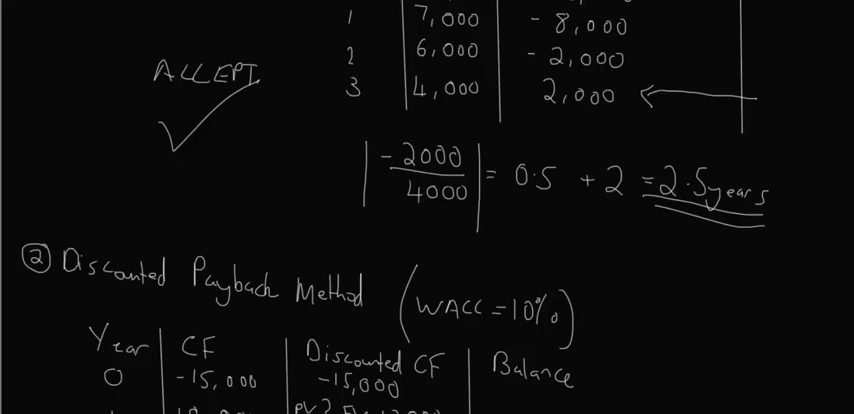 1 7,000 - 8,000
2 6,000 - 2,000
ACCEPT
3 4,000 2,000
|-2000/4000| = 0.5 + 2 = 2.5 years
② Discounted Payback Method (WACC = 10%)
Year CF Discounted CF Balance
0 -15,000 -15,000